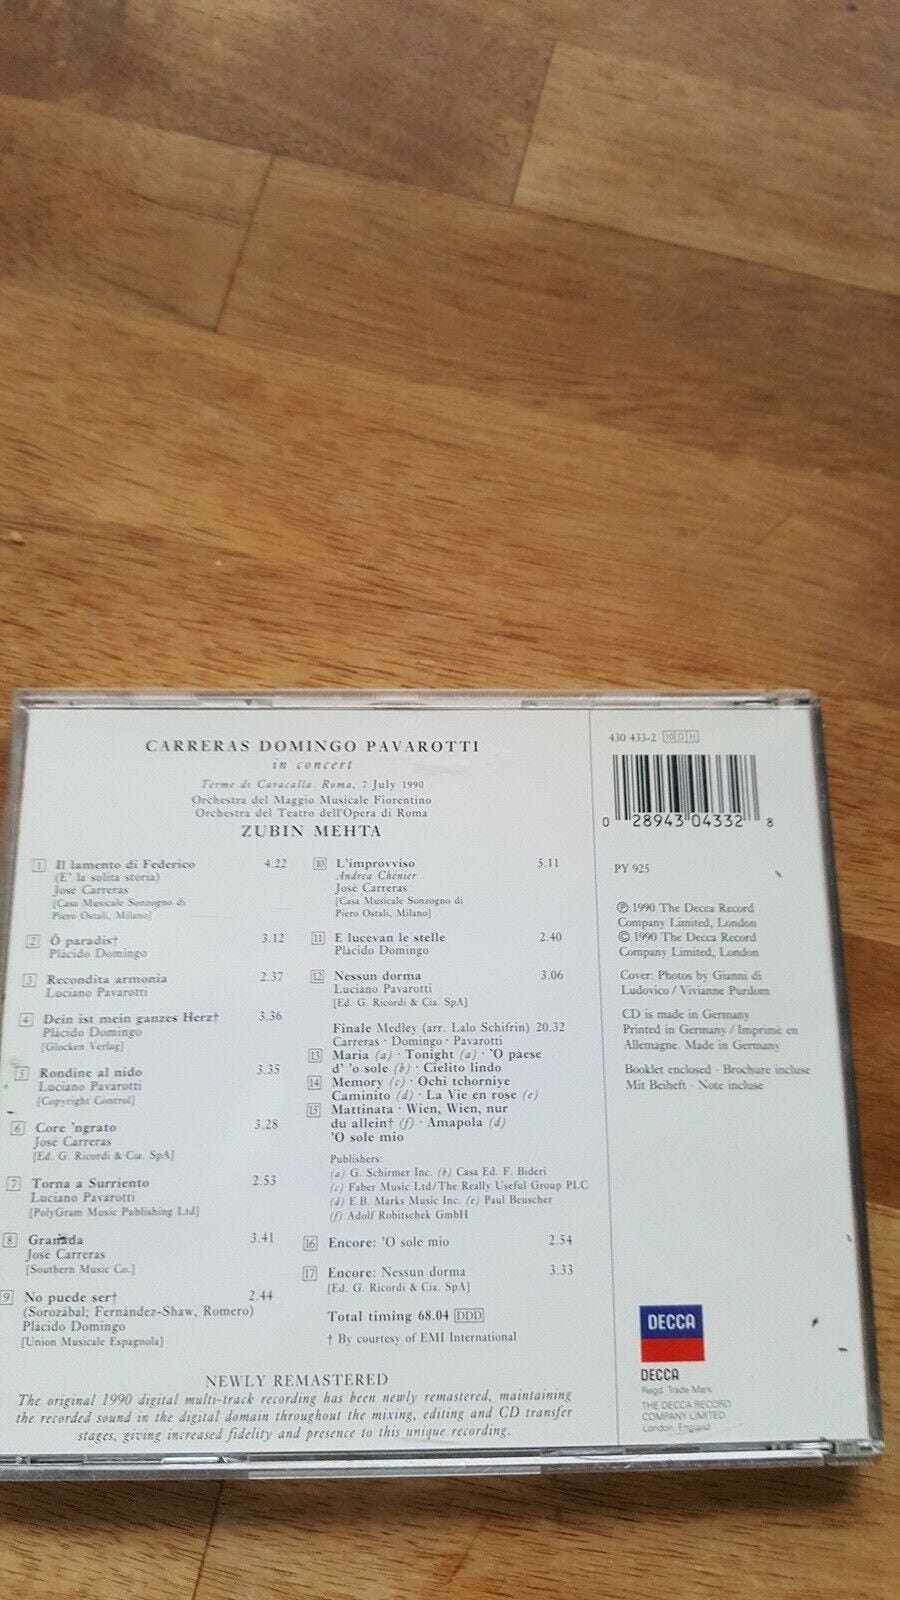 CARRERAS DOMINGO PAVAROTTI
in concert
Terme di Caracalla, Roma, 7 July 1990
Orchestra del Maggio Musicale Fiorentino
Orchestra del Teatro dell'Opera di Roma
ZUBIN MEHTA
1 Il lamento di Federico 4.22
(E' la solita storia)
José Carreras
[Casa Musicale Sonzogno di
Piero Ostali, Milano]
2 Ô paradis† 3.12
Plácido Domingo
3 Recondita armonia 2.37
Luciano Pavarotti
4 Dein ist mein ganzes Herz† 3.36
Plácido Domingo
[Glocken Verlag]
5 Rondine al nido 3.35
Luciano Pavarotti
[Copyright Control]
6 Core 'ngrato 3.28
José Carreras
[Ed. G. Ricordi & Cia. SpA]
7 Torna a Surriento 2.53
Luciano Pavarotti
[PolyGram Music Publishing Ltd]
8 Granada 3.41
José Carreras
[Southern Music Co.]
9 No puede ser† 2.44
(Sorozábal; Fernández-Shaw, Romero)
Plácido Domingo
[Union Musicale Espagnola]
10 L'improvviso 5.11
Andrea Chénier
José Carreras
[Casa Musicale Sonzogno di
Piero Ostali, Milano]
11 E lucevan le stelle 2.40
Plácido Domingo
12 Nessun dorma 3.06
Luciano Pavarotti
[Ed. G. Ricordi & Cia. SpA]
Finale Medley (arr. Lalo Schifrin) 20.32
Carreras · Domingo · Pavarotti
13 Maria (a) · Tonight (a) · 'O paese
d' 'o sole (b) · Cielito lindo
14 Memory (c) · Ochi tchorniye
Caminito (d) · La Vie en rose (e)
15 Mattinata · Wien, Wien, nur
du allein† (f) · Amapola (d)
'O sole mio
Publishers:
(a) G. Schirmer Inc. (b) Casa Ed. F. Bideri
(c) Faber Music Ltd/The Really Useful Group PLC
(d) E.B. Marks Music Inc. (e) Paul Beuscher
(f) Adolf Robitschek GmbH
16 Encore: 'O sole mio 2.54
17 Encore: Nessun dorma 3.33
[Ed. G. Ricordi & Cia. SpA]
Total timing 68.04 DDD
† By courtesy of EMI International
NEWLY REMASTERED
The original 1990 digital multi-track recording has been newly remastered, maintaining
the recorded sound in the digital domain throughout the mixing, editing and CD transfer
stages, giving increased fidelity and presence to this unique recording.
430 433-2 10 O H
0 28943 04332 8
PY 925
℗ 1990 The Decca Record
Company Limited, London
© 1990 The Decca Record
Company Limited, London
Cover: Photos by Gianni di
Ludovico / Vivianne Purdom
CD is made in Germany
Printed in Germany / Imprimé en
Allemagne. Made in Germany
Booklet enclosed · Brochure incluse
Mit Beiheft · Note incluse
DECCA
DECCA
Regd. Trade Mark
THE DECCA RECORD
COMPANY LIMITED
London, England